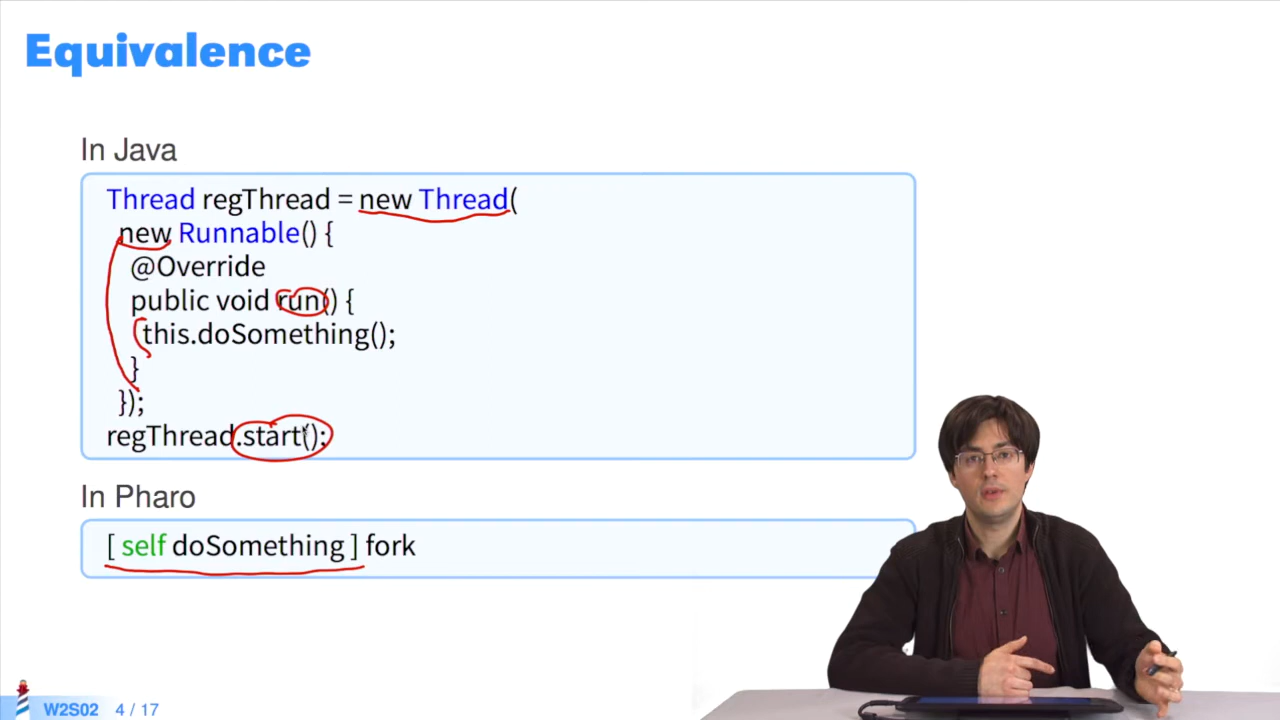 Equivalence
In Java
Thread regThread = new Thread(
new Runnable() {
@Override
public void run() {
this.doSomething();
}
});
regThread.start();
In Pharo
[ self doSomething ] fork
W2S02 4 / 17